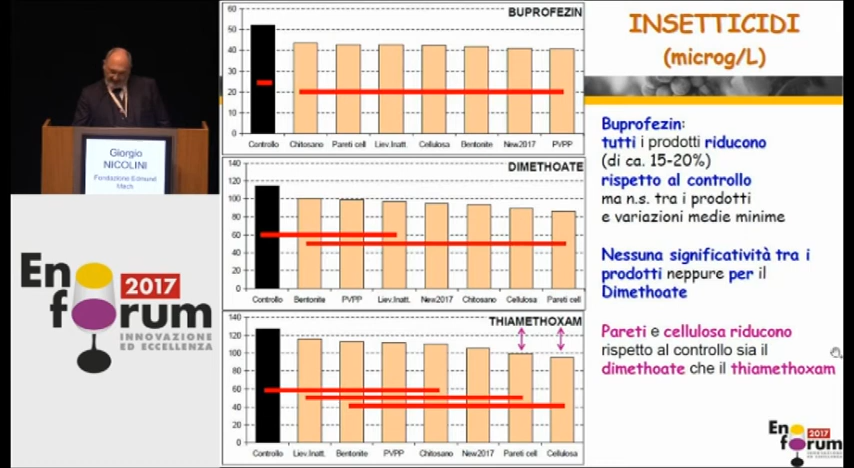 Giorgio
NICOLINI
Fondazione Edmund
Mach
Eno
forum
2017
INNOVAZIONE
ED ECCELLENZA
BUPROFEZIN
60
50
40
30
20
10
0
Controllo Chitosano Pareti cell Liev.Inatt. Cellulosa Bentonite New2017 PVPP
DIMETHOATE
140
120
100
80
60
40
20
0
Controllo Bentonite PVPP Liev.Inatt. New2017 Chitosano Cellulosa Pareti cell
THIAMETHOXAM
140
120
100
80
60
40
20
0
Controllo Liev.Inatt. Bentonite PVPP Chitosano New2017 Pareti cell Cellulosa
INSETTICIDI
(microg/L)
Buprofezin:
tutti i prodotti riducono
(di ca. 15-20%)
rispetto al controllo
ma n.s. tra i prodotti
e variazioni medie minime
Nessuna significatività tra i
prodotti neppure per il
Dimethoate
Pareti e cellulosa riducono
rispetto al controllo sia il
dimethoate che il thiamethoxam
Eno
forum
2017